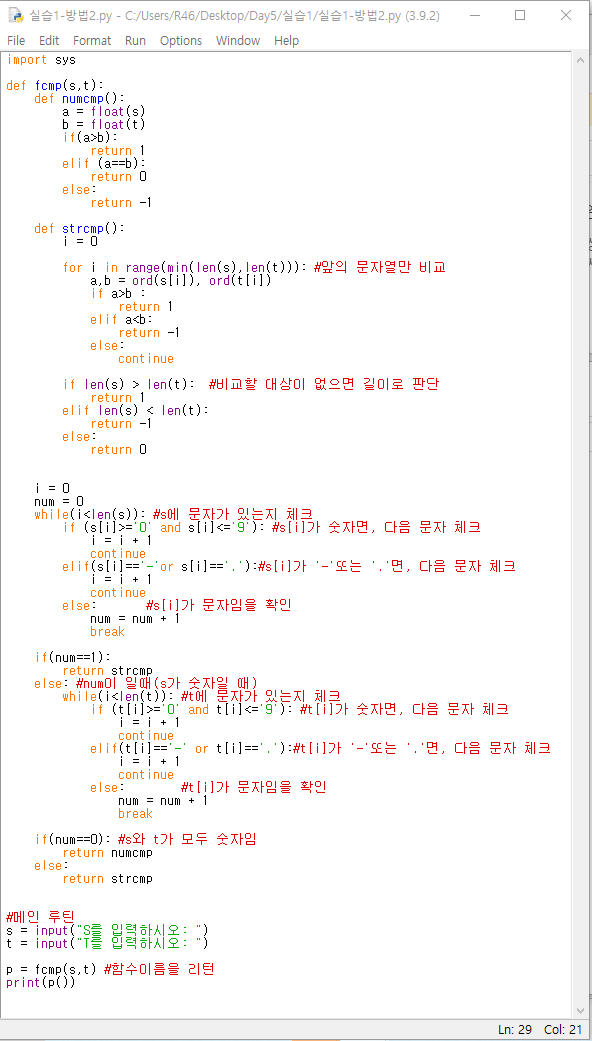 실습1-방법2.py - C:/Users/R46/Desktop/Day5/실습1/실습1-방법2.py (3.9.2)
File Edit Format Run Options Window Help
import sys

def fcmp(s,t):
    def numcmp():
        a = float(s)
        b = float(t)
        if(a>b):
            return 1
        elif (a==b):
            return 0
        else:
            return -1

    def strcmp():
        i = 0

        for i in range(min(len(s),len(t))): #앞의 문자열만 비교
            a,b = ord(s[i]), ord(t[i])
            if a>b :
                return 1
            elif a<b:
                return -1
            else:
                continue

        if len(s) > len(t):  #비교할 대상이 없으면 길이로 판단
            return 1
        elif len(s) < len(t):
            return -1
        else:
            return 0


    i = 0
    num = 0
    while(i<len(s)): #s에 문자가 있는지 체크
        if (s[i]>='0' and s[i]<='9'): #s[i]가 숫자면, 다음 문자 체크
            i = i + 1
            continue
        elif(s[i]=='-'or s[i]=='.'):#s[i]가 '-'또는 '.'면, 다음 문자 체크
            i = i + 1
            continue
        else:       #s[i]가 문자임을 확인
            num = num + 1
            break

    if(num==1):
        return strcmp
    else: #num이 일때(s가 숫자일 때)
        while(i<len(t)): #t에 문자가 있는지 체크
            if (t[i]>='0' and t[i]<='9'): #t[i]가 숫자면, 다음 문자 체크
                i = i + 1
                continue
            elif(t[i]=='-' or t[i]=='.'):#t[i]가 '-'또는 '.'면, 다음 문자 체크
                i = i + 1
                continue
            else:        #t[i]가 문자임을 확인
                num = num + 1
                break

    if(num==0): #s와 t가 모두 숫자임
        return numcmp
    else:
        return strcmp


#메인 루틴
s = input("S를 입력하시오: ")
t = input("T를 입력하시오: ")

p = fcmp(s,t) #함수이름을 리턴
print(p())
Ln: 29 Col: 21